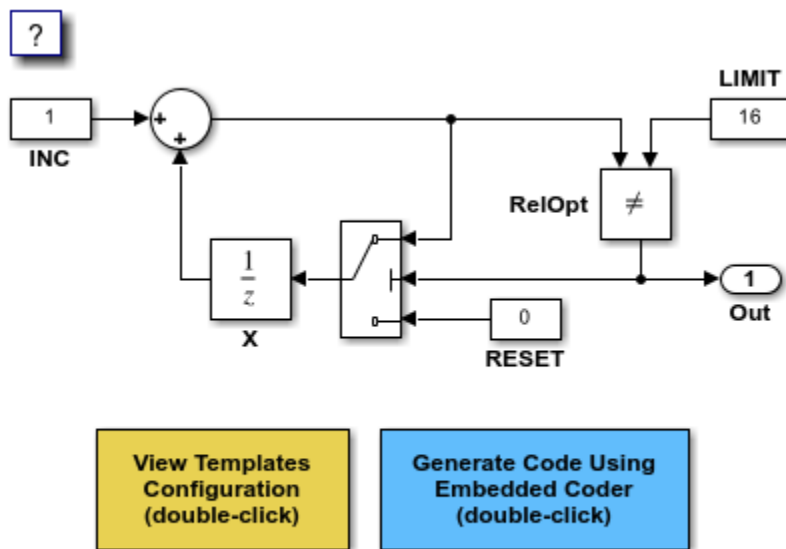 ?
LIMIT
1
+
+
16
INC
RelOpt
≠
1
z
X
0
RESET
1
Out
View Templates
Configuration
(double-click)
Generate Code Using
Embedded Coder
(double-click)